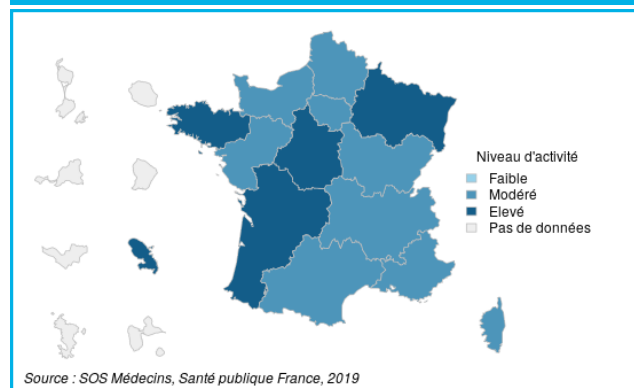 Niveau d'activité
Faible
Modéré
Elevé
Pas de données
Source : SOS Médecins, Santé publique France, 2019